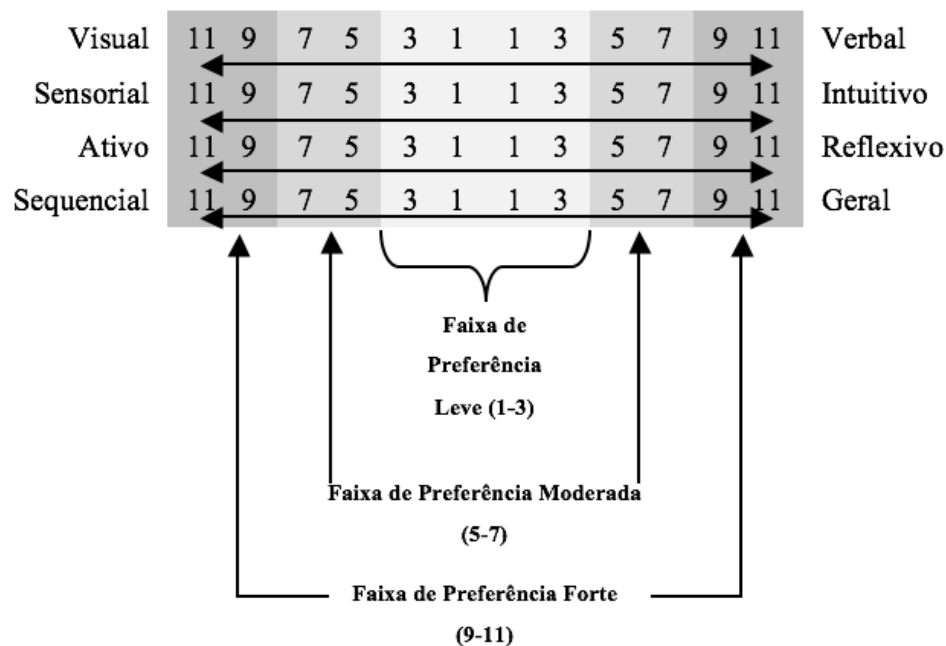 Visual 11 9 7 5 3 1 1 3 5 7 9 11 Verbal
Sensorial 11 9 7 5 3 1 1 3 5 7 9 11 Intuitivo
Ativo 11 9 7 5 3 1 1 3 5 7 9 11 Reflexivo
Sequencial 11 9 7 5 3 1 1 3 5 7 9 11 Geral
Faixa de
Preferência
Leve (1-3)
Faixa de Preferência Moderada
(5-7)
Faixa de Preferência Forte
(9-11)